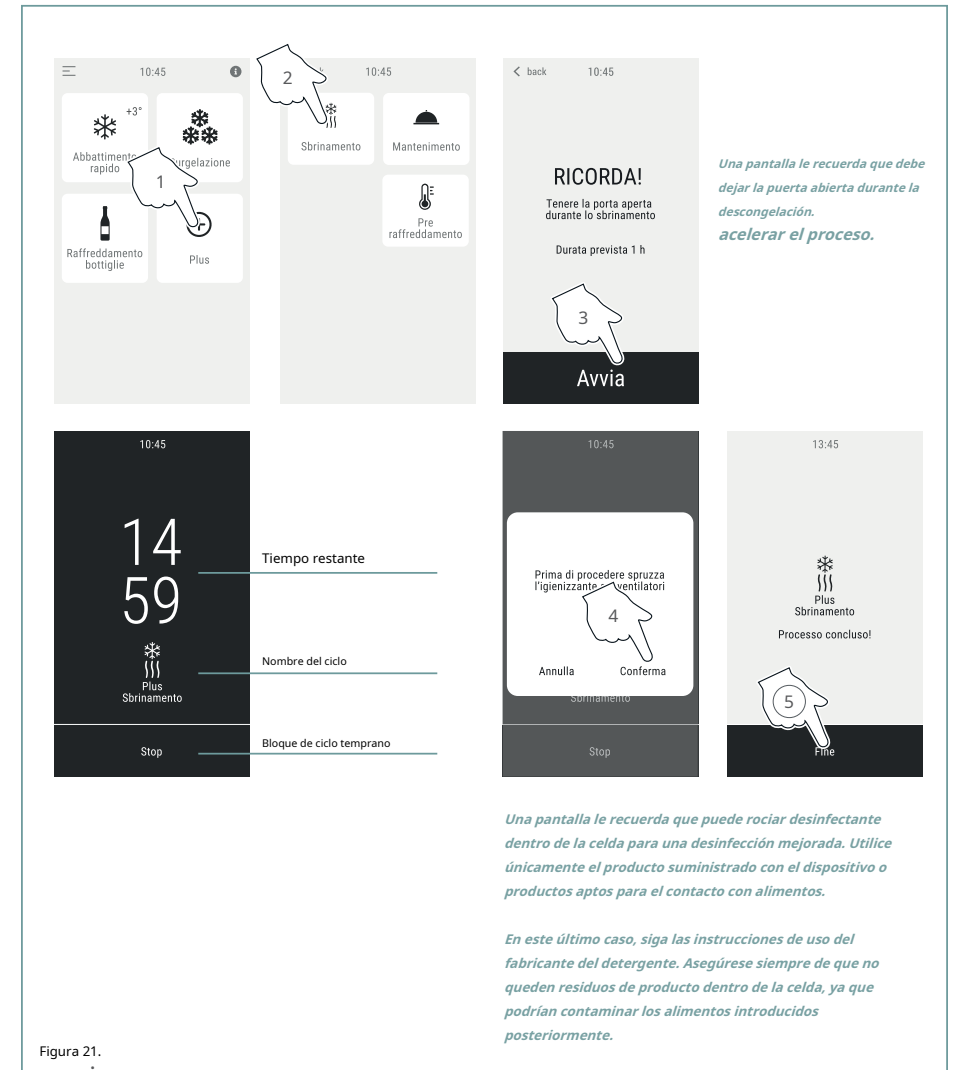 10:45
+3°
Abbattimento
rapido
Surgelazione
1
Raffreddamento
bottiglie
Plus
2
10:45
Sbrinamento
Mantenimento
Pre
raffreddamento
back
10:45
RICORDA!
Tenere la porta aperta
durante lo sbrinamento
Durata prevista 1 h
3
Avvia
Una pantalla le recuerda que debe
dejar la puerta abierta durante la
descongelación.
acelerar el proceso.
10:45
14
59
Plus
Sbrinamento
Stop
Tiempo restante
Nombre del ciclo
Bloque de ciclo temprano
10:45
Prima di procedere spruzza
l'igienizzante ventilatori
4
Annulla
Conferma
Sbrinamento
Stop
13:45
Plus
Sbrinamento
Processo concluso!
5
Fine
Una pantalla le recuerda que puede rociar desinfectante
dentro de la celda para una desinfección mejorada. Utilice
únicamente el producto suministrado con el dispositivo o
productos aptos para el contacto con alimentos.
En este último caso, siga las instrucciones de uso del
fabricante del detergente. Asegúrese siempre de que no
queden residuos de producto dentro de la celda, ya que
podrían contaminar los alimentos introducidos
posteriormente.
Figura 21.